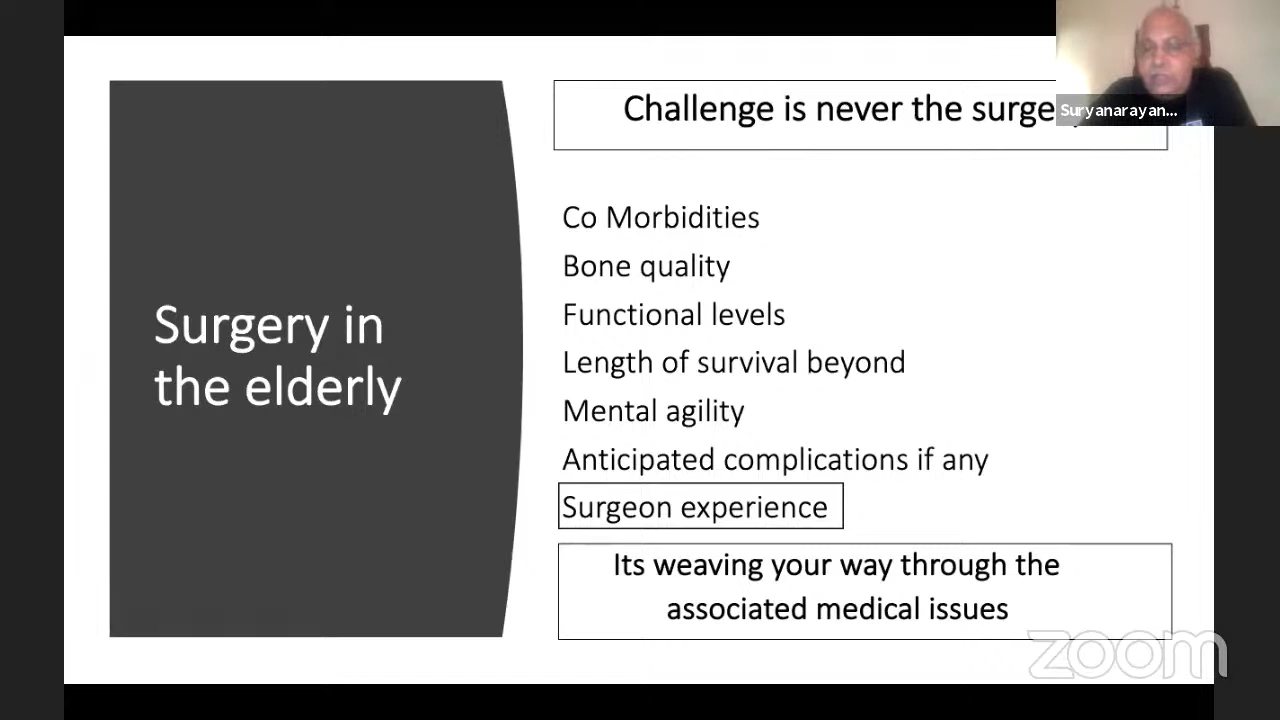 Challenge is never the
Suryanarayan...
Co Morbidities
Bone quality
Functional levels
Length of survival beyond
Mental agility
Anticipated complications if any
Surgeon experience
Surgery in
the elderly
Its weaving your way through the
associated medical issues
zoom